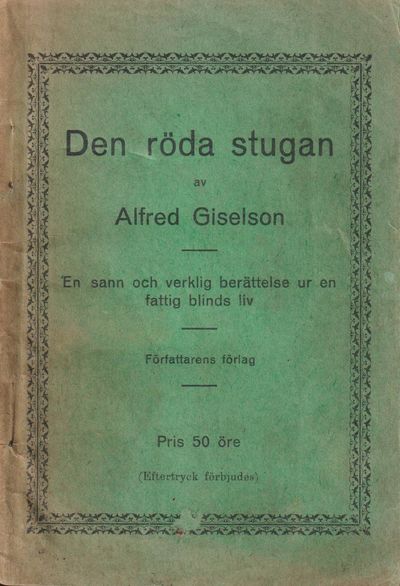 Den röda stugan
av
Alfred Giselson
En sann och verklig berättelse ur en
fattig blinds liv
Författarens förlag
Pris 50 öre
(Eftertryck förbjudes)